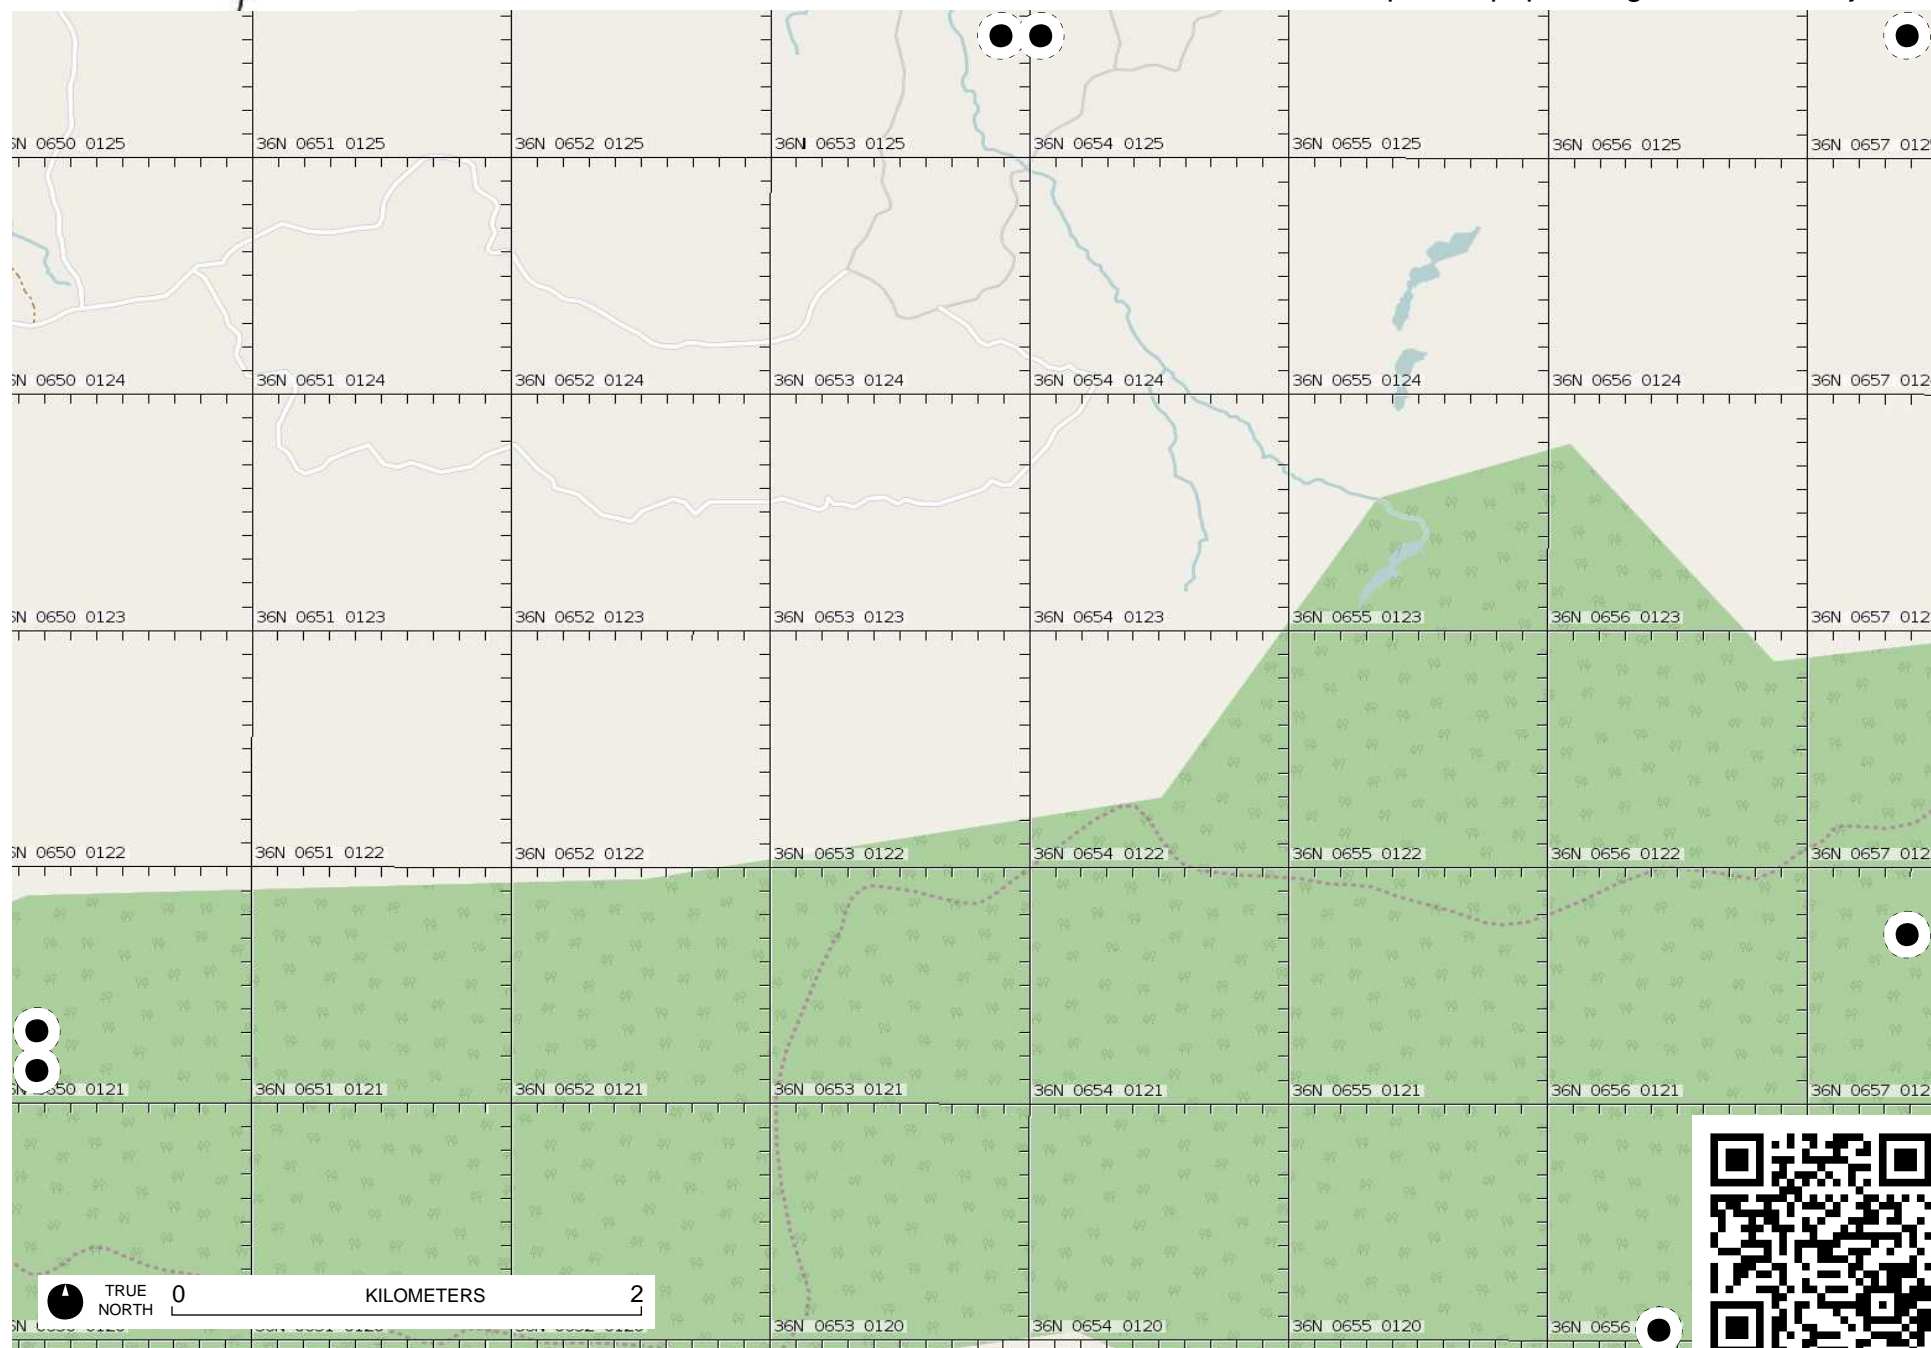 36N 0651 0125 36N 0652 0125 36N 0653 0125 36N 0654 0125 36N 0655 0125 36N 0656 0125 36N 0657
0650 0125
0650 0124 36N 0651 0124 36N 0652 0124 36N 0653 0124 36N 0654 0124 36N 0655 0124 36N 0656 0124 36N 0657
0650 0123 36N 0651 0123 36N 0652 0123 36N 0653 0123 36N 0654 0123 36N 0655 0123 36N 0656 0123 36N 0657
0650 0122 36N 0651 0122 36N 0652 0122 36N 0653 0122 36N 0654 0122 36N 0655 0122 36N 0656 0122 36N 0657
0121 36N 0651 0121 36N 0652 0121 36N 0653 0121 36N 0654 0121 36N 0655 0121 36N 0656 0121 36N 0657
TRUE NORTH 0 KILOMETERS 2
36N 0653 0120 36N 0654 0120 36N 0655 0120 36N 0656